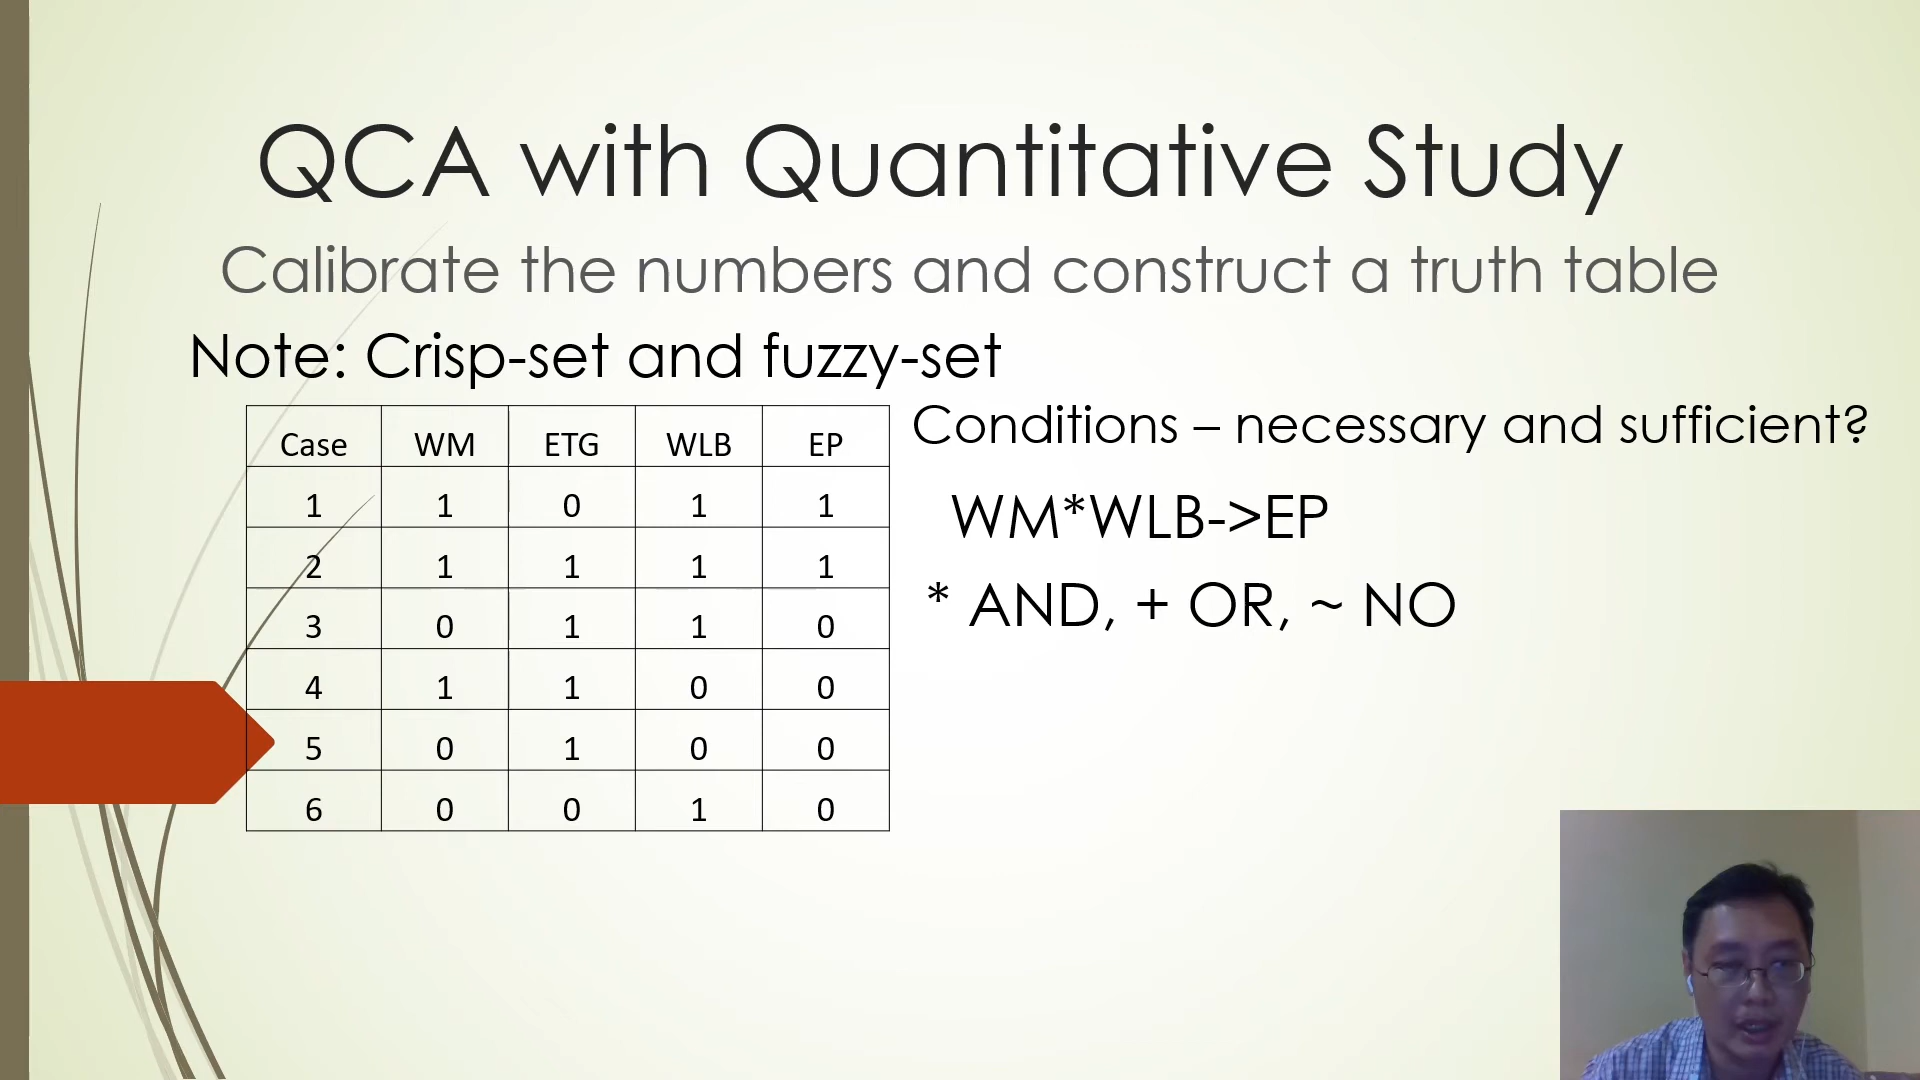 QCA with Quantitative Study
Calibrate the numbers and construct a truth table
Note: Crisp-set and fuzzy-set
Case WM ETG WLB EP
1 1 0 1 1
2 1 1 1 1
3 0 1 1 0
4 1 1 0 0
5 0 1 0 0
6 0 0 1 0
Conditions – necessary and sufficient?
WM*WLB->EP
* AND, + OR, ~ NO